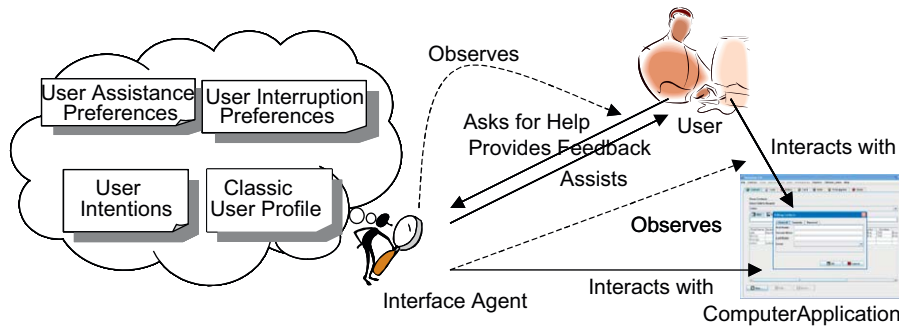 Observes
User Assistance
Preferences
User Interruption
Preferences
Asks for Help
Provides Feedback
User
Interacts with
User
Intentions
Classic
User Profile
Assists
Observes
Interface Agent
Interacts with
ComputerApplication